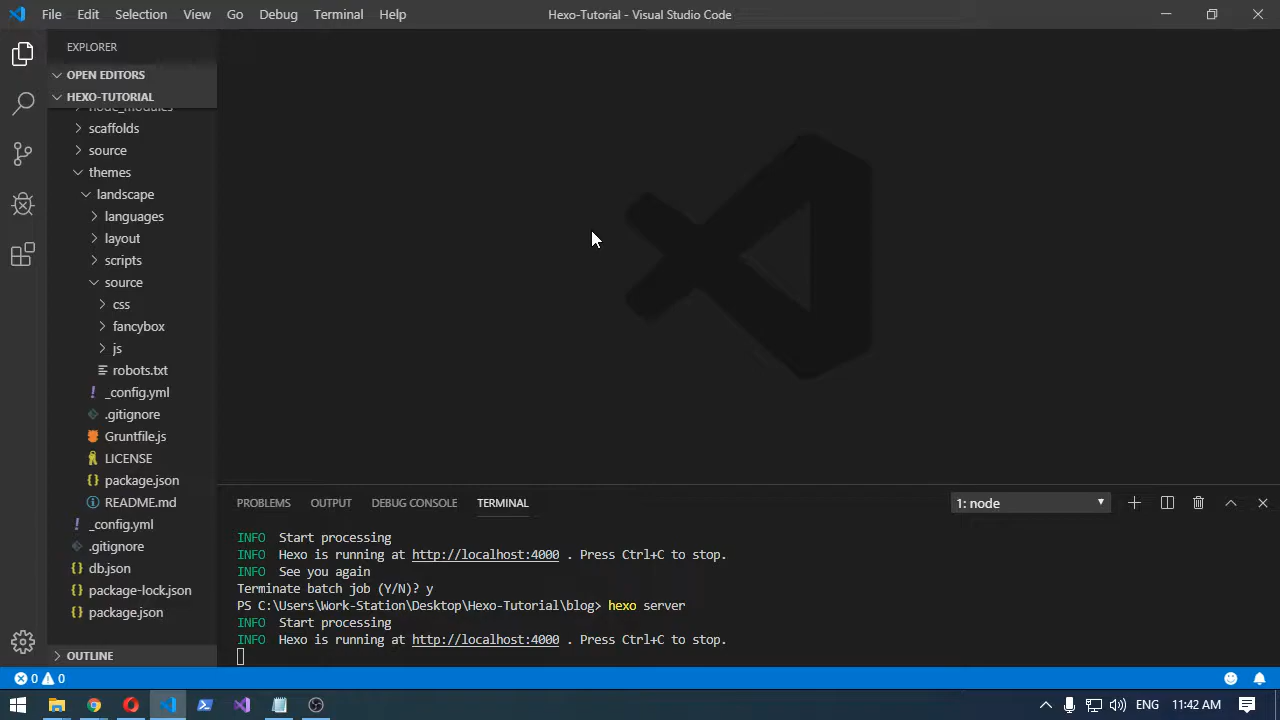 File Edit Selection View Go Debug Terminal Help
Hexo-Tutorial - Visual Studio Code
EXPLORER
OPEN EDITORS
HEXO-TUTORIAL
node_modules
scaffolds
source
themes
landscape
languages
layout
scripts
source
css
fancybox
js
robots.txt
_config.yml
.gitignore
Gruntfile.js
LICENSE
package.json
README.md
_config.yml
.gitignore
db.json
package-lock.json
package.json
OUTLINE
PROBLEMS OUTPUT DEBUG CONSOLE TERMINAL 1: node
INFO Start processing
INFO Hexo is running at http://localhost:4000 . Press Ctrl+C to stop.
INFO See you again
Terminate batch job (Y/N)? y
PS C:\Users\Work-Station\Desktop\Hexo-Tutorial\blog> hexo server
INFO Start processing
INFO Hexo is running at http://localhost:4000 . Press Ctrl+C to stop.
0 0
ENG 11:42 AM